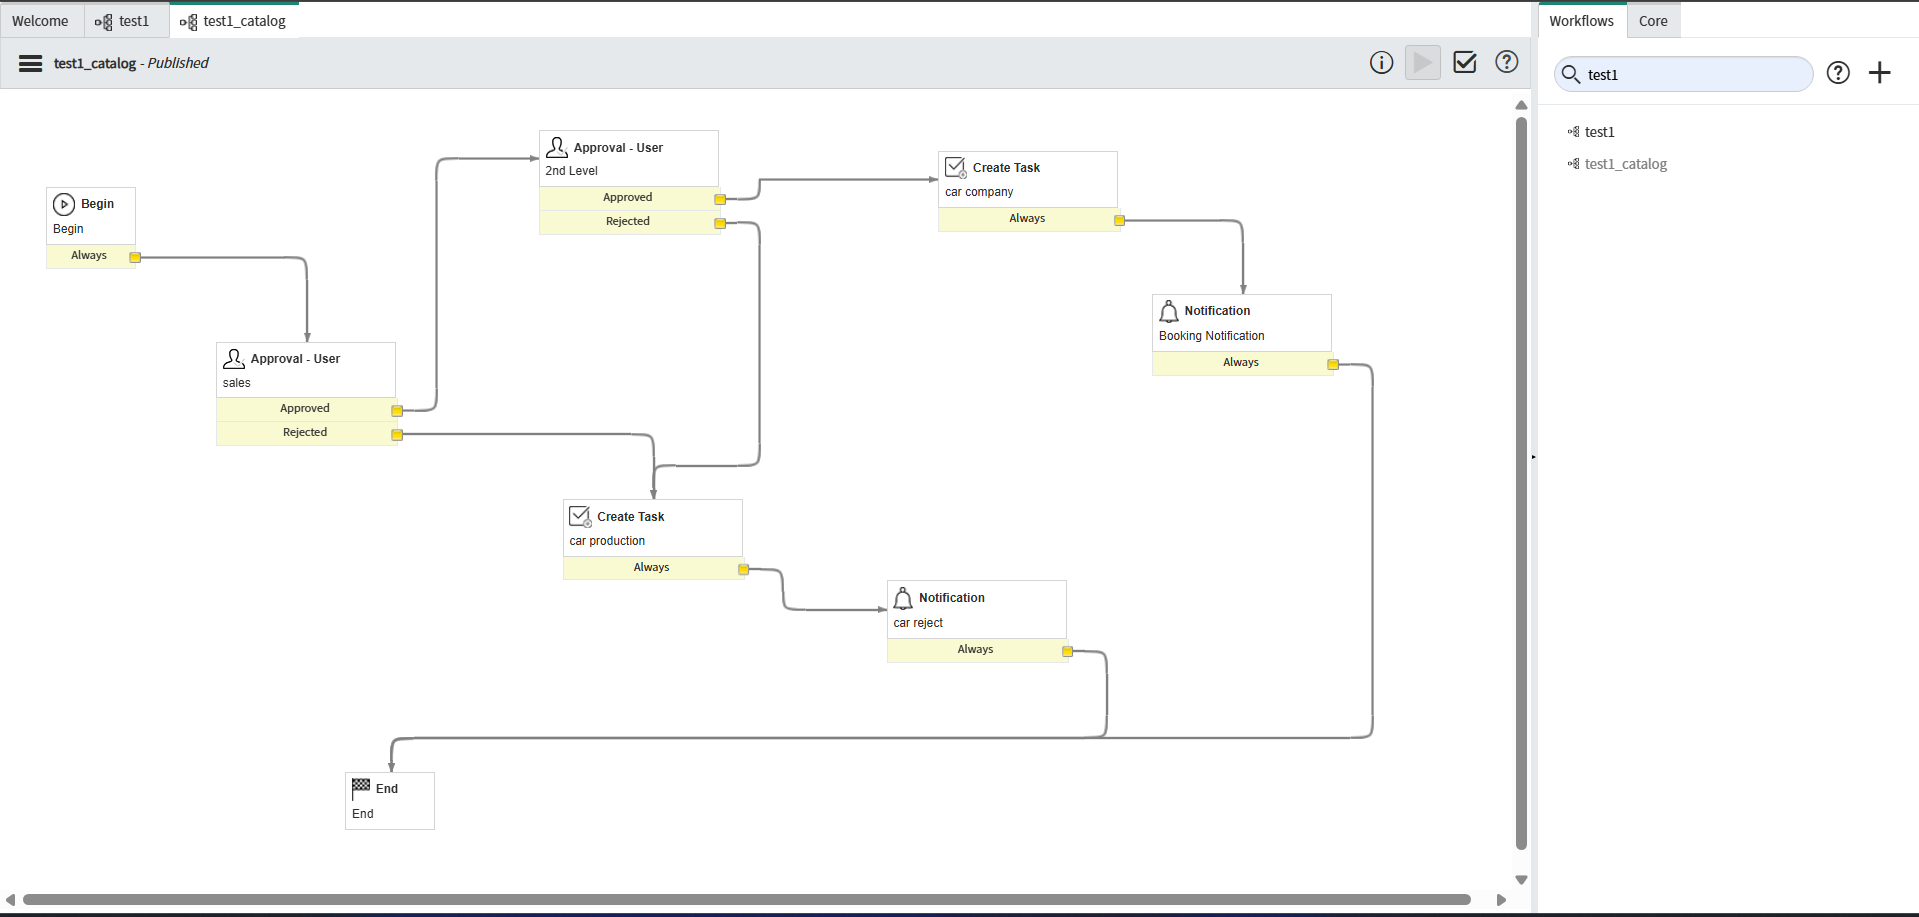 Welcome
test1
test1_catalog
Workflows
Core
test1_catalog - Published
test1
test1
test1_catalog
Begin
Begin
Always
Approval - User
sales
Approved
Rejected
Approval - User
2nd Level
Approved
Rejected
Create Task
car company
Always
Notification
Booking Notification
Always
Create Task
car production
Always
Notification
car reject
Always
End
End